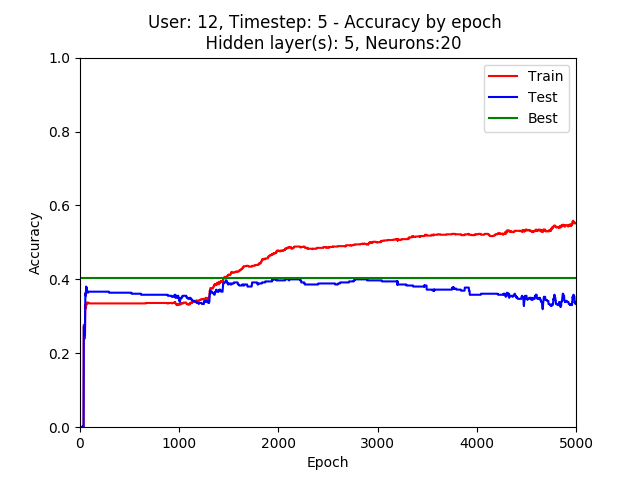 User: 12, Timestep: 5 - Accuracy by epoch
Hidden layer(s): 5, Neurons:20
1.0
0.8
0.6
0.4
0.2
0.0
Accuracy
Train
Test
Best
0 1000 2000 3000 4000 5000
Epoch